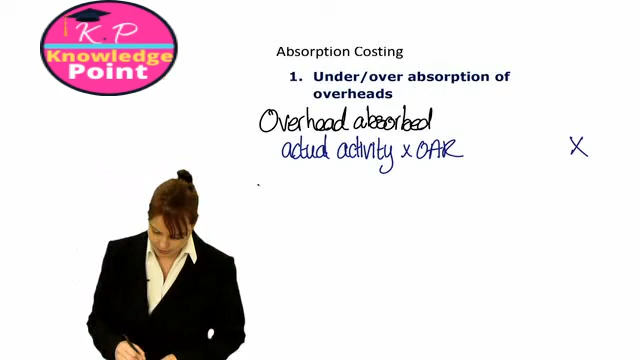 K.P
Knowledge
Point
Absorption Costing
1. Under/over absorption of
overheads
Overhead absorbed
actual activity x OAR X